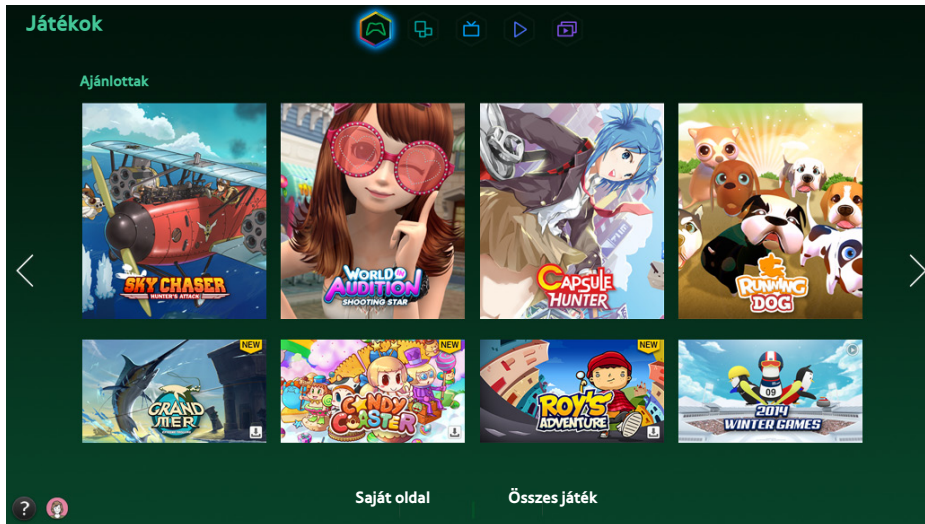 Játékok
Ajánlottak
SKY CHASER
HUNTER'S ATTACK
WORLD IN
AUDITION
SHOOTING STAR
CAPSULE
HUNTER
RUNNING
DOG
NEW
GRAND
MER
NEW
CANDY
COASTER
NEW
ROY'S
ADVENTURE
09
2014
WINTER GAMES
Saját oldal
Összes játék
?